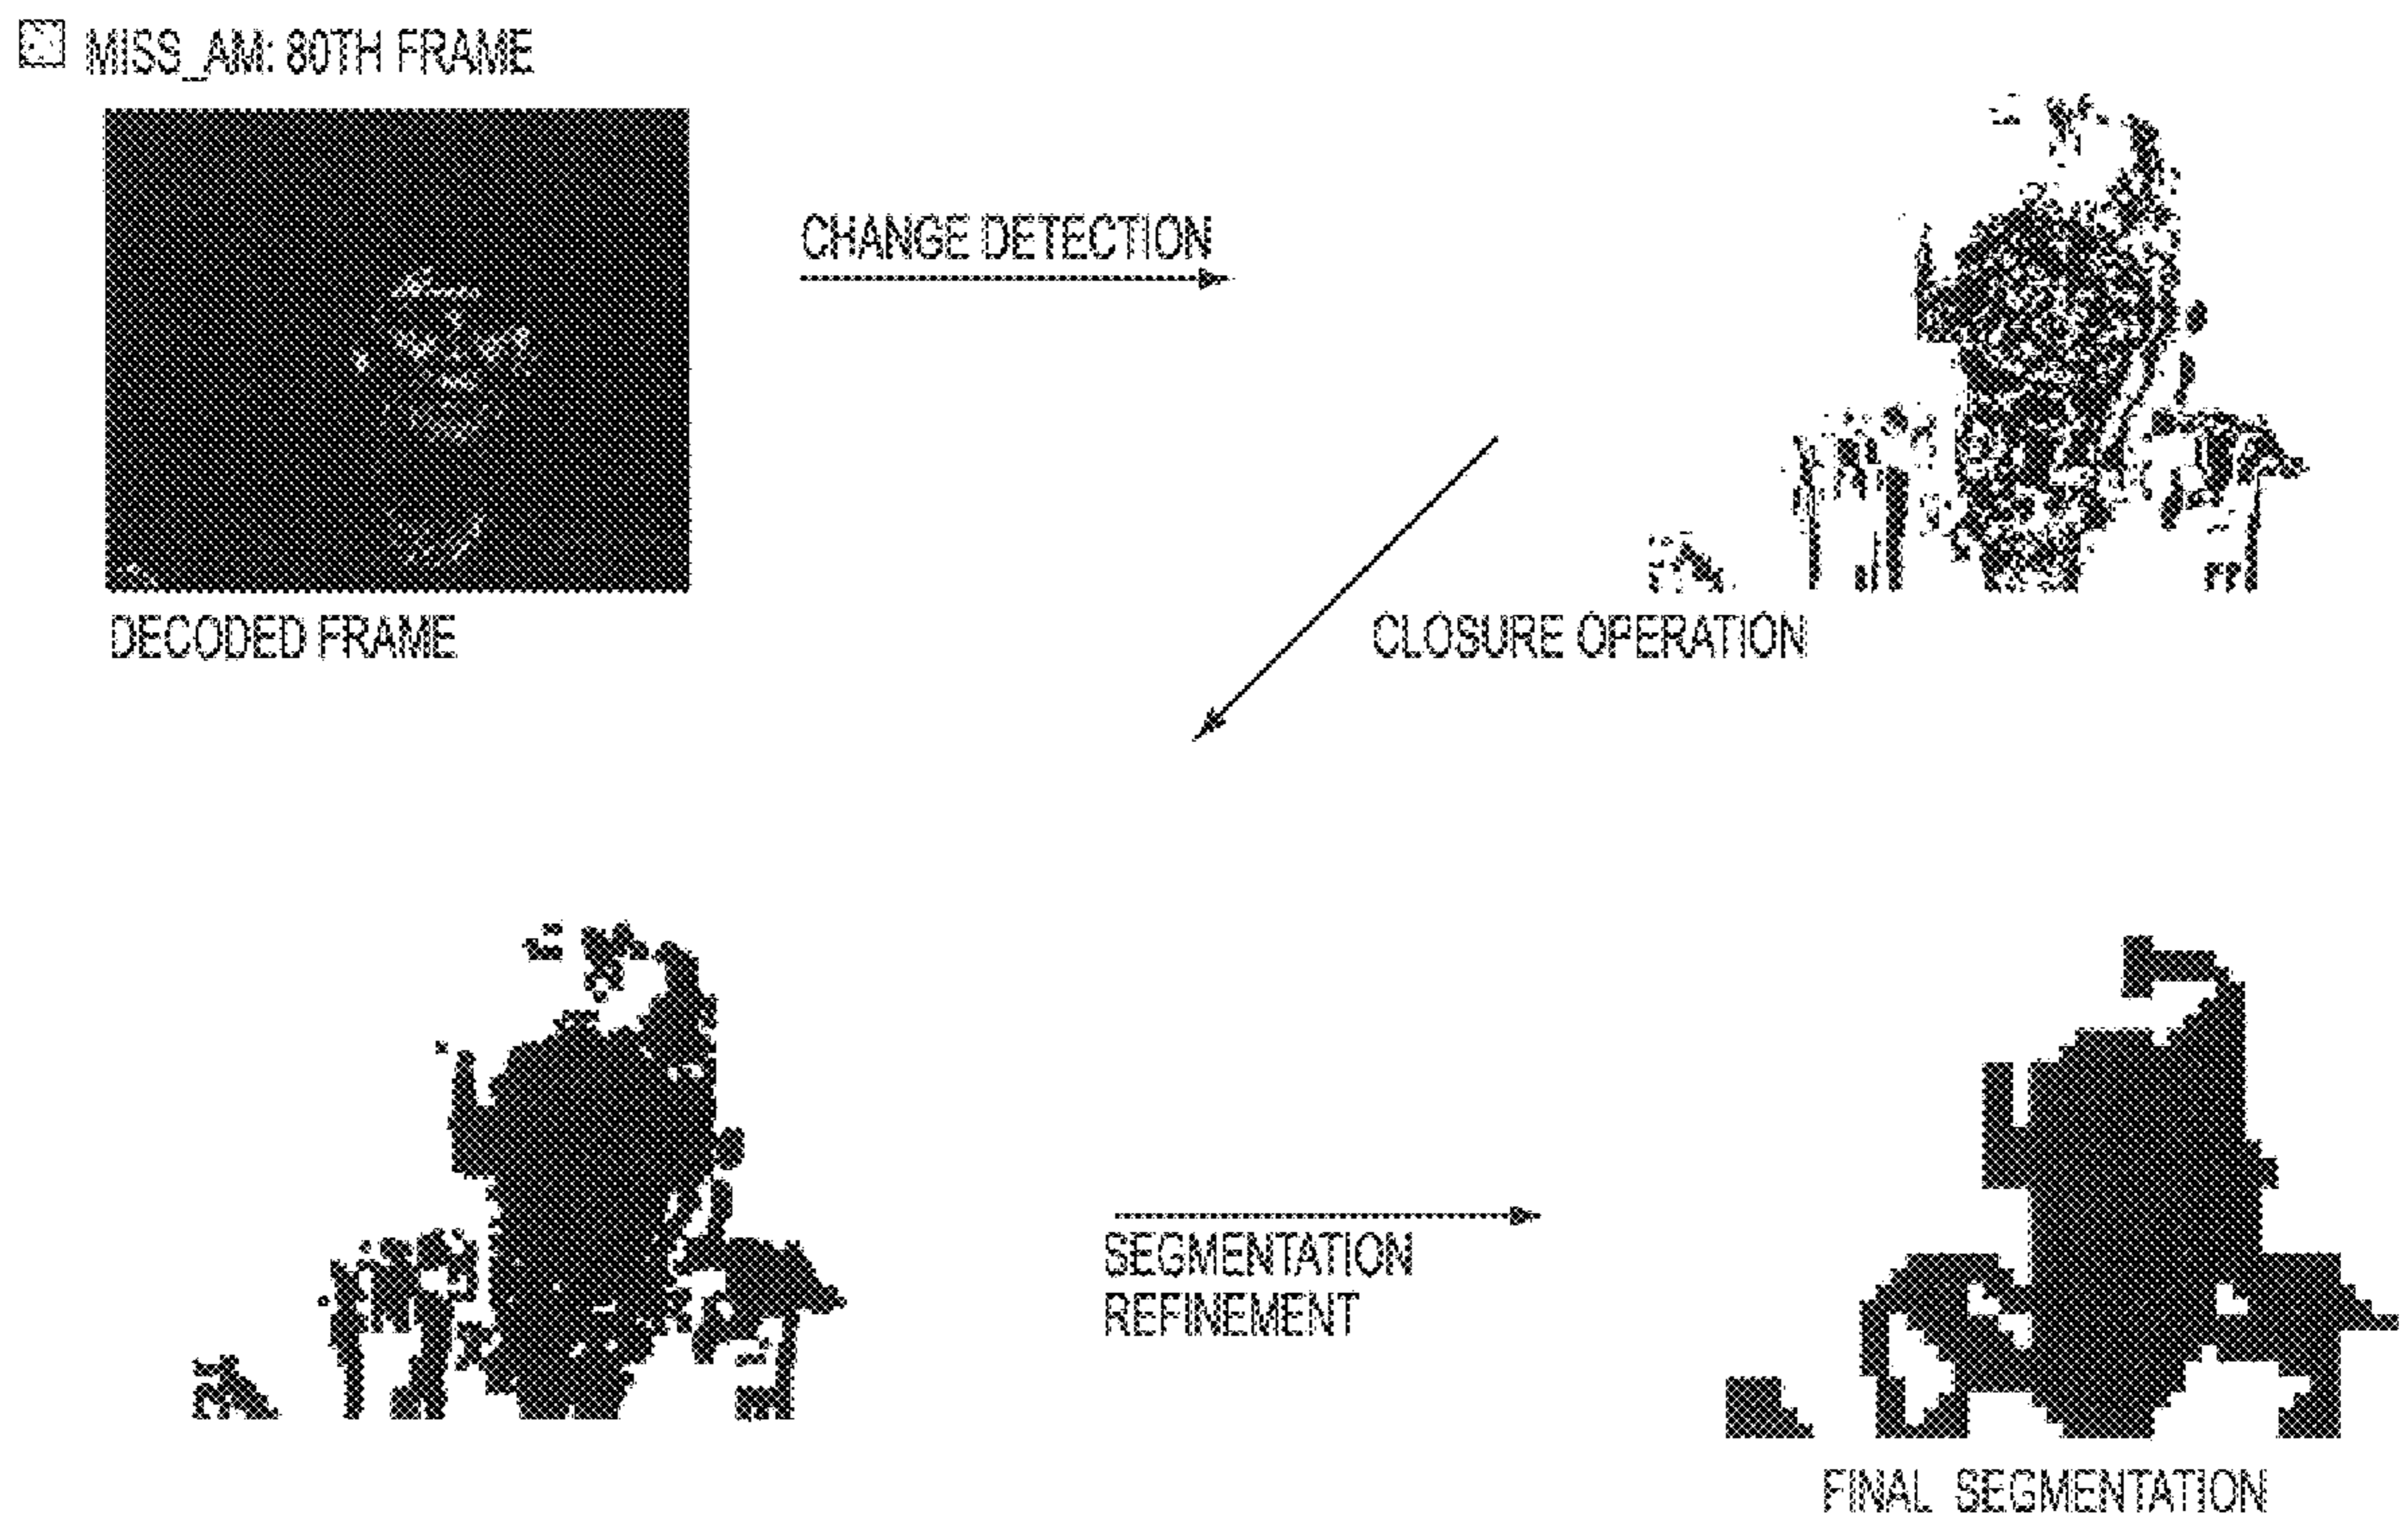 MISS_AM: 80TH FRAME
CHANGE DETECTION
DECODED FRAME
CLOSURE OPERATION
SEGMENTATION
REFINEMENT
FINAL SEGMENTATION